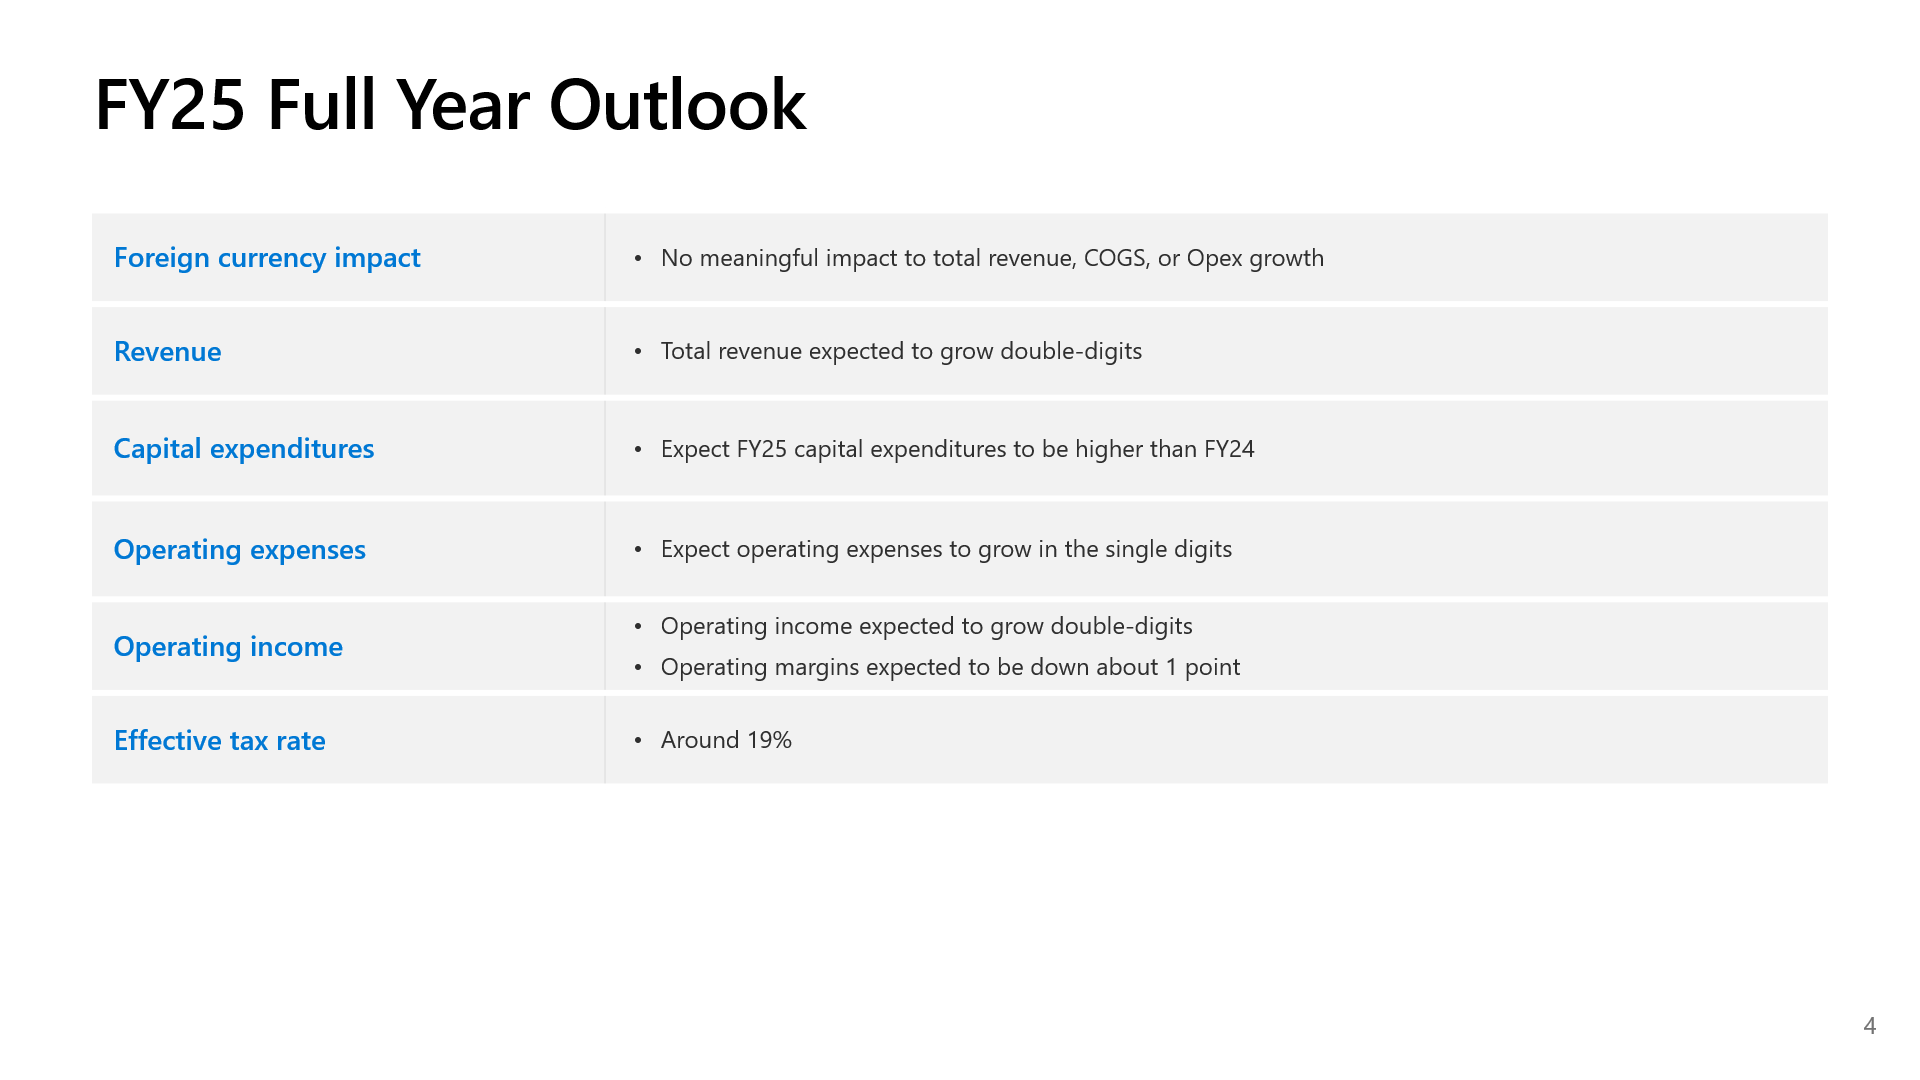 FY25 Full Year Outlook
Foreign currency impact
• No meaningful impact to total revenue, COGS, or Opex growth
Revenue
• Total revenue expected to grow double-digits
Capital expenditures
• Expect FY25 capital expenditures to be higher than FY24
Operating expenses
• Expect operating expenses to grow in the single digits
Operating income
• Operating income expected to grow double-digits
• Operating margins expected to be down about 1 point
Effective tax rate
• Around 19%
4